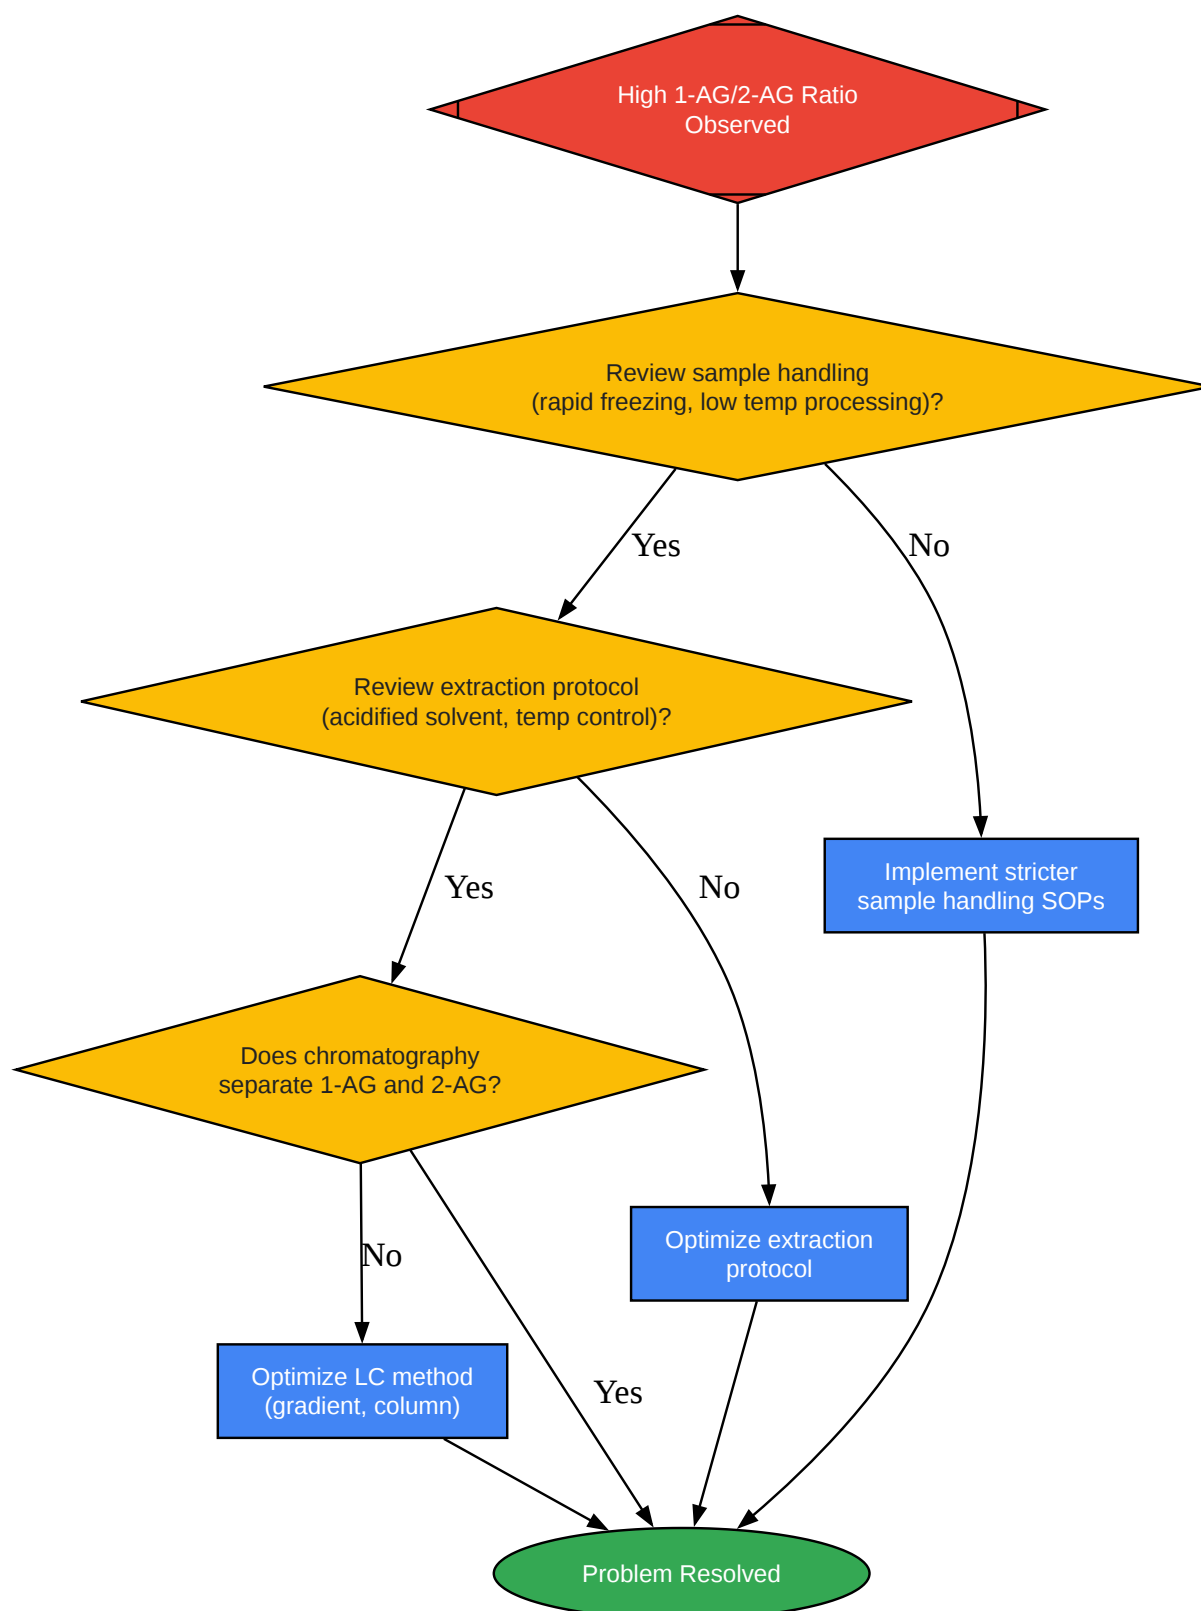 High 1-AG/2-AG Ratio
Observed
Review sample handling
(rapid freezing, low temp processing)?
Yes
No
Review extraction protocol
(acidified solvent, temp control)?
Implement stricter
sample handling SOPs
Yes
No
Does chromatography
separate 1-AG and 2-AG?
No
Optimize extraction
protocol
Optimize LC method
(gradient, column)
Yes
Problem Resolved